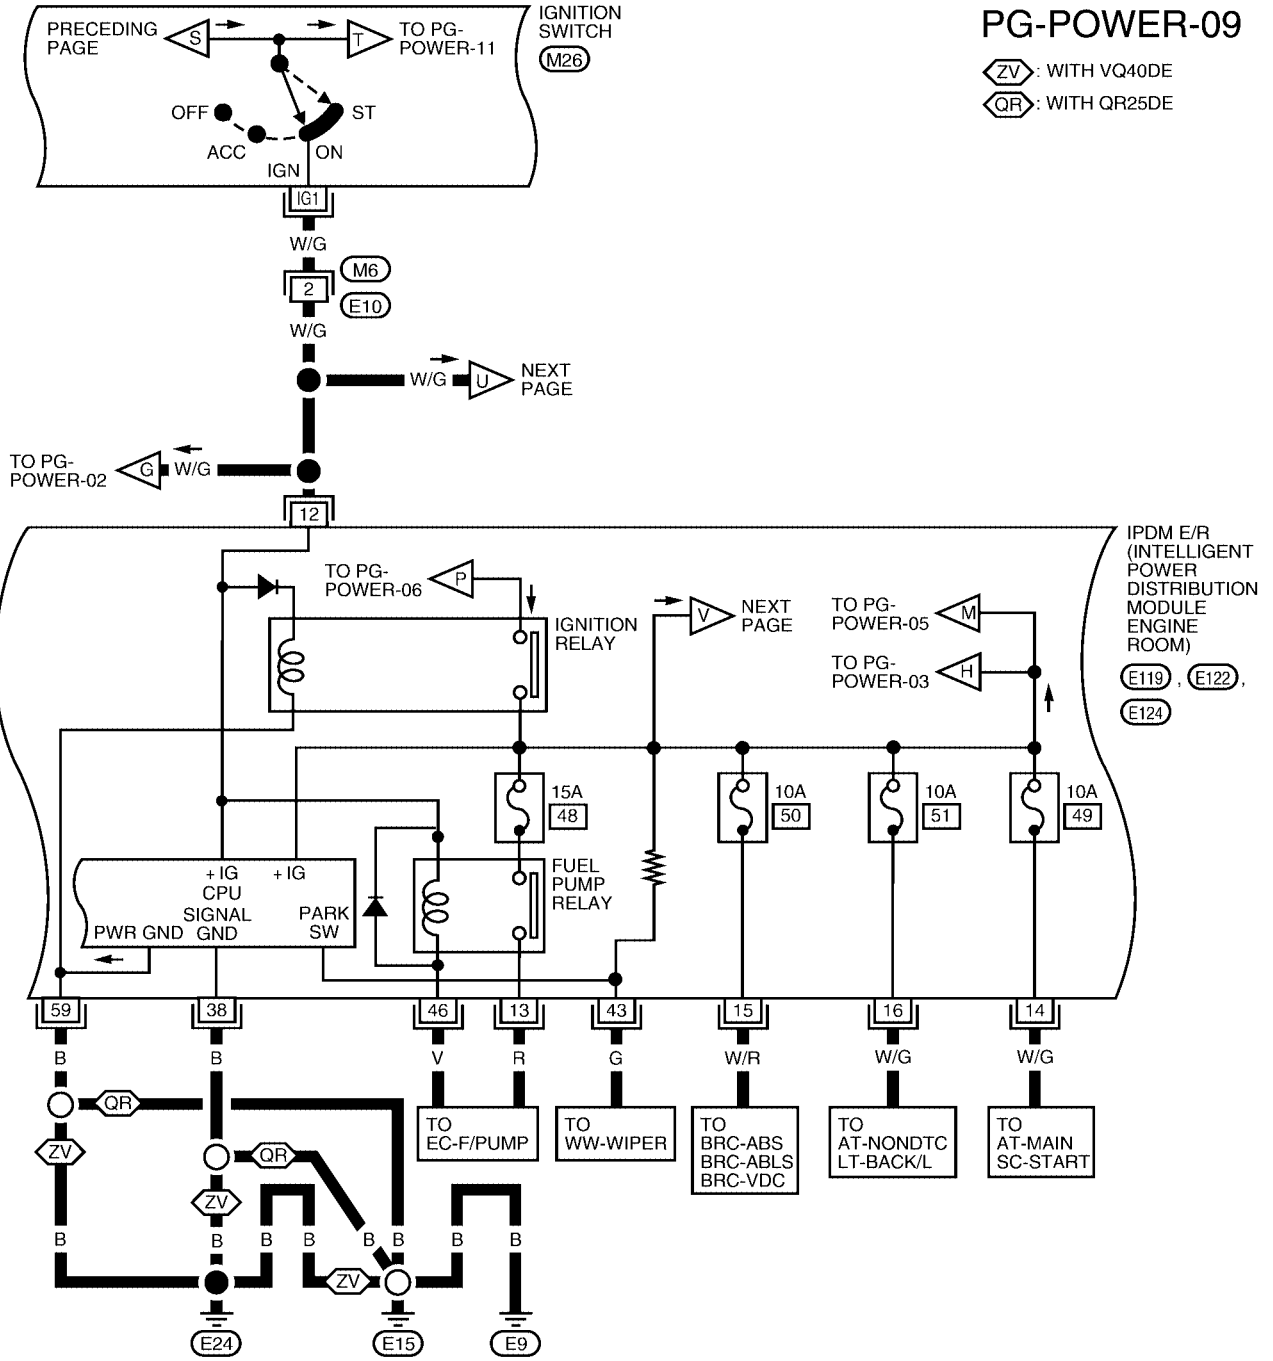 PG-POWER-09
ZV : WITH VQ40DE
QR : WITH QR25DE
IGNITION
SWITCH
M26
PRECEDING
PAGE
S
T
TO PG-
POWER-11
OFF
ACC
ST
ON
IGN
IG1
W/G
2
M6
E10
W/G
W/G
U
NEXT
PAGE
TO PG-
POWER-02
G
W/G
12
IPDM E/R
(INTELLIGENT
POWER
DISTRIBUTION
MODULE
ENGINE
ROOM)
E119 , E122 ,
E124
TO PG-
POWER-06
P
IGNITION
RELAY
V
NEXT
PAGE
TO PG-
POWER-05
M
TO PG-
POWER-03
H
15A
48
10A
50
10A
51
10A
49
FUEL
PUMP
RELAY
+ IG
+ IG
CPU
SIGNAL
GND
PWR GND
PARK
SW
59
38
46
13
43
15
16
14
B
B
V
R
G
W/R
W/G
W/G
TO
EC-F/PUMP
TO
WW-WIPER
TO
BRC-ABS
BRC-ABLS
BRC-VDC
TO
AT-NONDTC
LT-BACK/L
TO
AT-MAIN
SC-START
QR
ZV
QR
ZV
B
B
B
B
B
B
B
B
ZV
E24
E15
E9